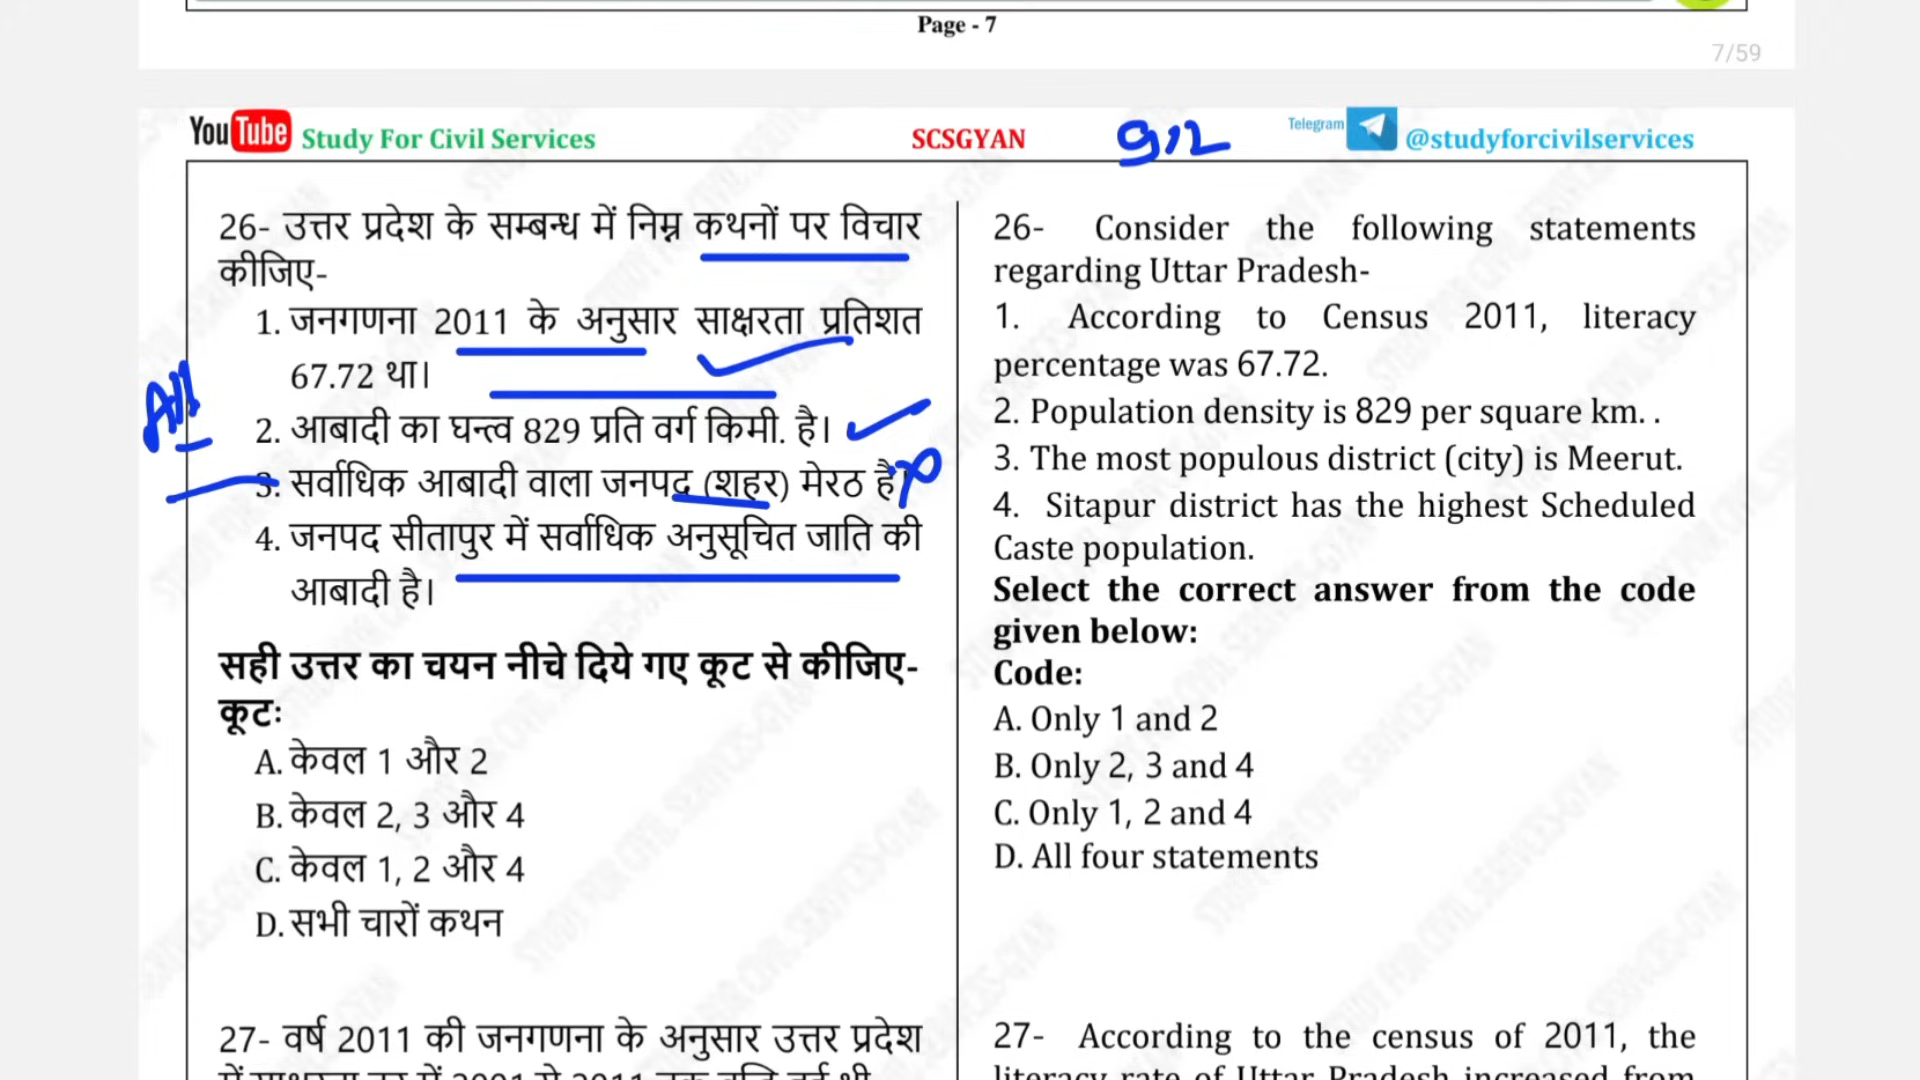 Page - 7
7/59
YouTube Study For Civil Services SCSGYAN 912 Telegram @studyforcivilservices
26- उत्तर प्रदेश के सम्बन्ध में निम्न कथनों पर विचार
कीजिए-
1. जनगणना 2011 के अनुसार साक्षरता प्रतिशत
67.72 था।
All
2. आबादी का घन्त्व 829 प्रति वर्ग किमी. है।
3. सर्वाधिक आबादी वाला जनपद (शहर) मेरठ है।
4. जनपद सीतापुर में सर्वाधिक अनुसूचित जाति की
आबादी है।
सही उत्तर का चयन नीचे दिये गए कूट से कीजिए-
कूटः
A. केवल 1 और 2
B. केवल 2, 3 और 4
C. केवल 1, 2 और 4
D. सभी चारों कथन
27- वर्ष 2011 की जनगणना के अनुसार उत्तर प्रदेश
26- Consider the following statements
regarding Uttar Pradesh-
1. According to Census 2011, literacy
percentage was 67.72.
2. Population density is 829 per square km. .
3. The most populous district (city) is Meerut.
4. Sitapur district has the highest Scheduled
Caste population.
Select the correct answer from the code
given below:
Code:
A. Only 1 and 2
B. Only 2, 3 and 4
C. Only 1, 2 and 4
D. All four statements
27- According to the census of 2011, the
literacy rate of Uttar Pradesh increased from